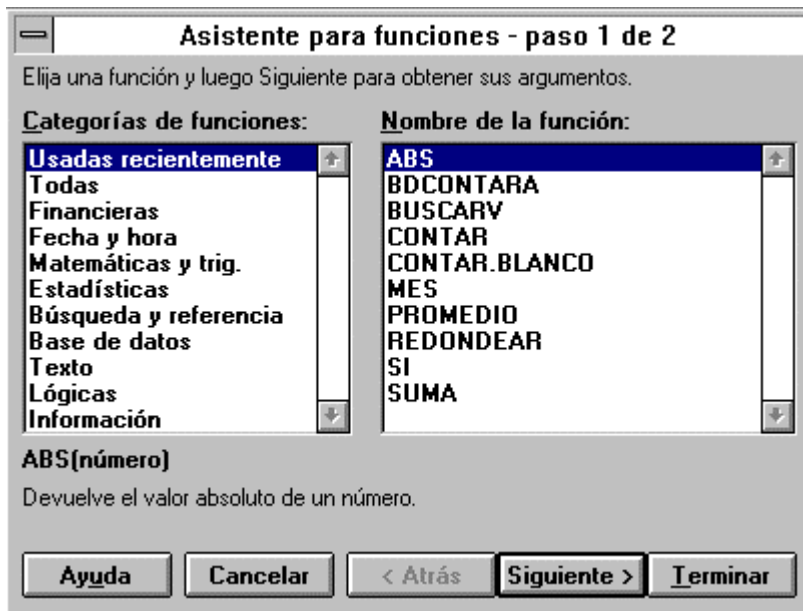 Asistente para funciones - paso 1 de 2
Elija una función y luego Siguiente para obtener sus argumentos.
Categorías de funciones:
Usadas recientemente
Todas
Financieras
Fecha y hora
Matemáticas y trig.
Estadísticas
Búsqueda y referencia
Base de datos
Texto
Lógicas
Información
Nombre de la función:
ABS
BDCONTARA
BUSCARV
CONTAR
CONTAR.BLANCO
MES
PROMEDIO
REDONDEAR
SI
SUMA
ABS(número)
Devuelve el valor absoluto de un número.
Ayuda
Cancelar
< Atrás
Siguiente >
Terminar